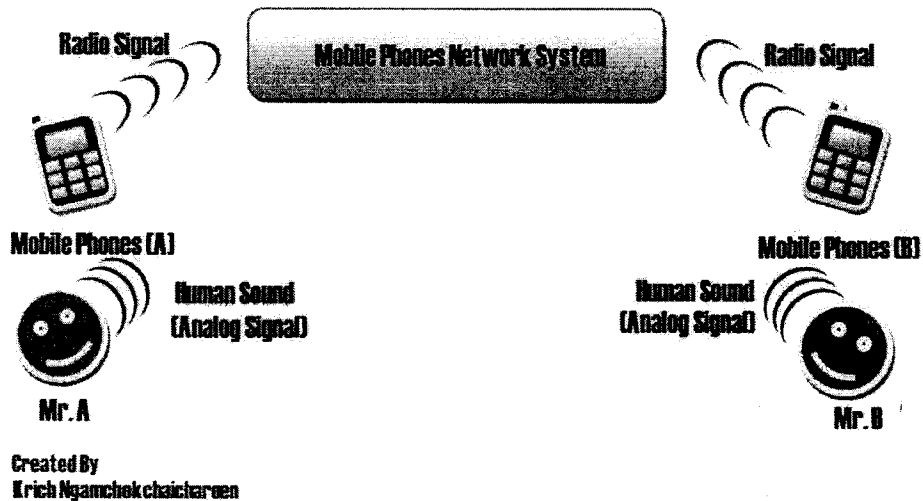 Radio Signal
Mobile Phones Network System
Radio Signal
Mobile Phones (A)
Mobile Phones (B)
Human Sound
(Analog Signal)
Human Sound
(Analog Signal)
Mr. A
Mr. B
Created By
Krich Ngamchokchaicharoen